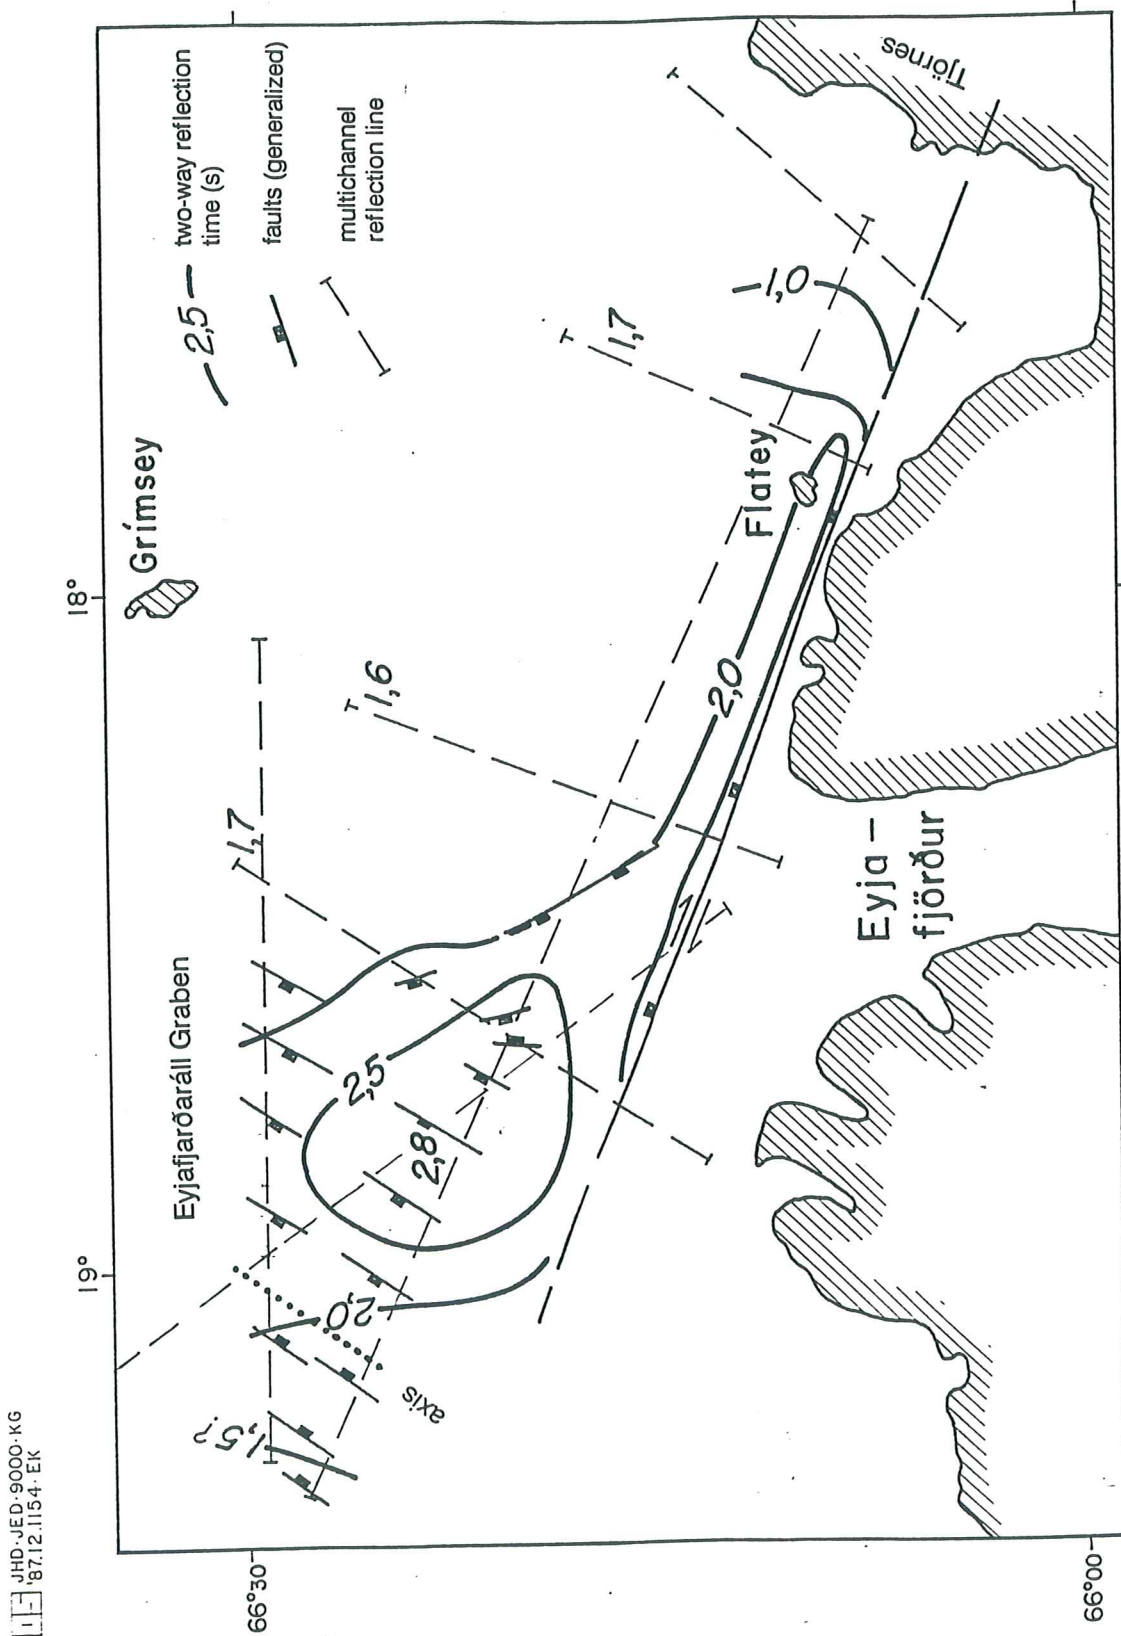 JHD·JED·9000·KG
'87.12.1154·EK
2,5
two-way reflection
time (s)
faults (generalized)
multichannel
reflection line
Grímsey
18°
19°
66°30'
66°00'
Eyjafjarðaráll Graben
1,7
1,6
1,7
1,0
2,0
2,5
2,8
2,0
1,5?
axis
Flatey
Tjörnes
Eyja–
fjörður